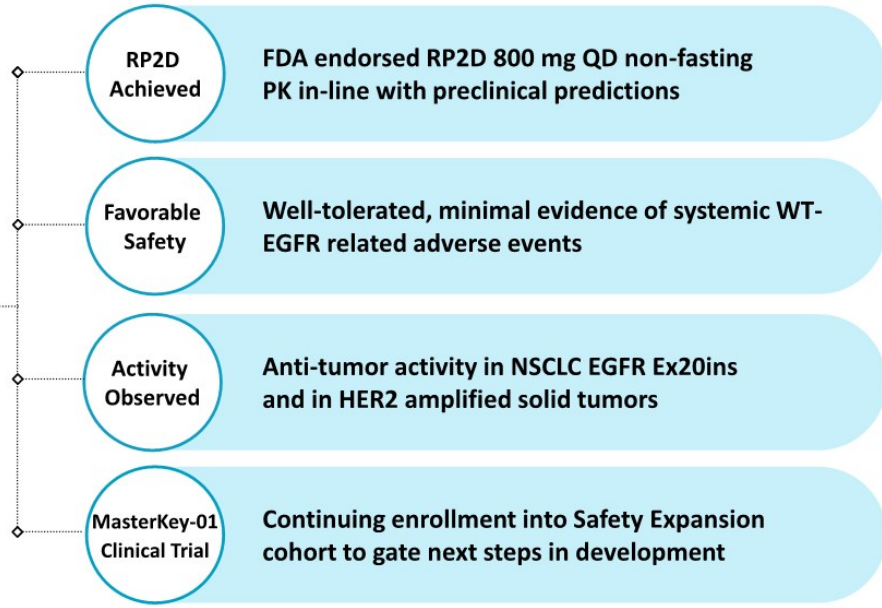 RP2D
Achieved
FDA endorsed RP2D 800 mg QD non-fasting
PK in-line with preclinical predictions
Favorable
Safety
Well-tolerated, minimal evidence of systemic WT-
EGFR related adverse events
Activity
Observed
Anti-tumor activity in NSCLC EGFR Ex20ins
and in HER2 amplified solid tumors
MasterKey-01
Clinical Trial
Continuing enrollment into Safety Expansion
cohort to gate next steps in development